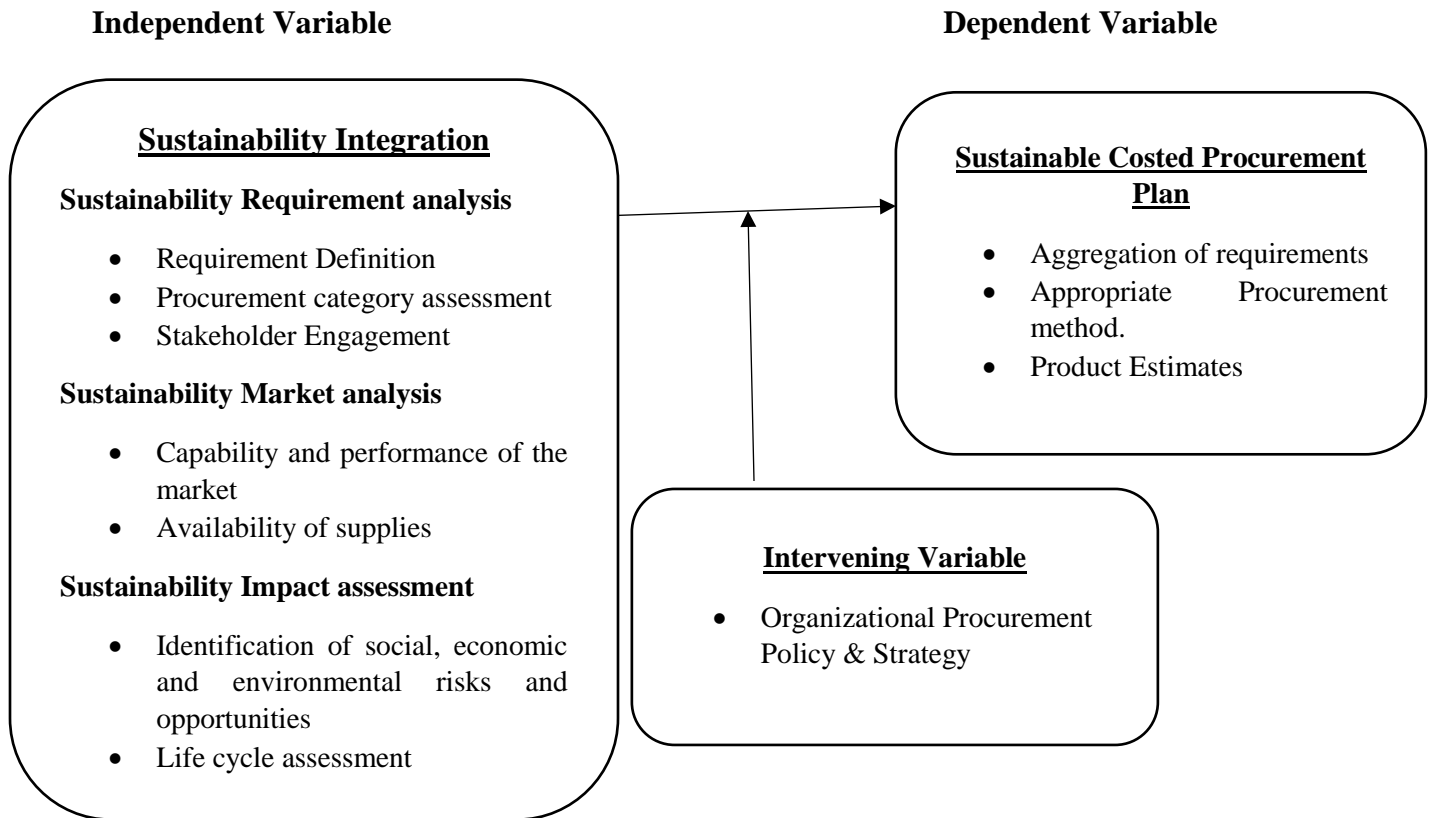 Independent Variable
Dependent Variable
Sustainability Integration
Sustainability Requirement analysis
• Requirement Definition
• Procurement category assessment
• Stakeholder Engagement
Sustainability Market analysis
• Capability and performance of the
market
• Availability of supplies
Sustainability Impact assessment
• Identification of social, economic
and environmental risks and
opportunities
• Life cycle assessment
Sustainable Costed Procurement
Plan
• Aggregation of requirements
• Appropriate Procurement
method.
• Product Estimates
Intervening Variable
• Organizational Procurement
Policy & Strategy